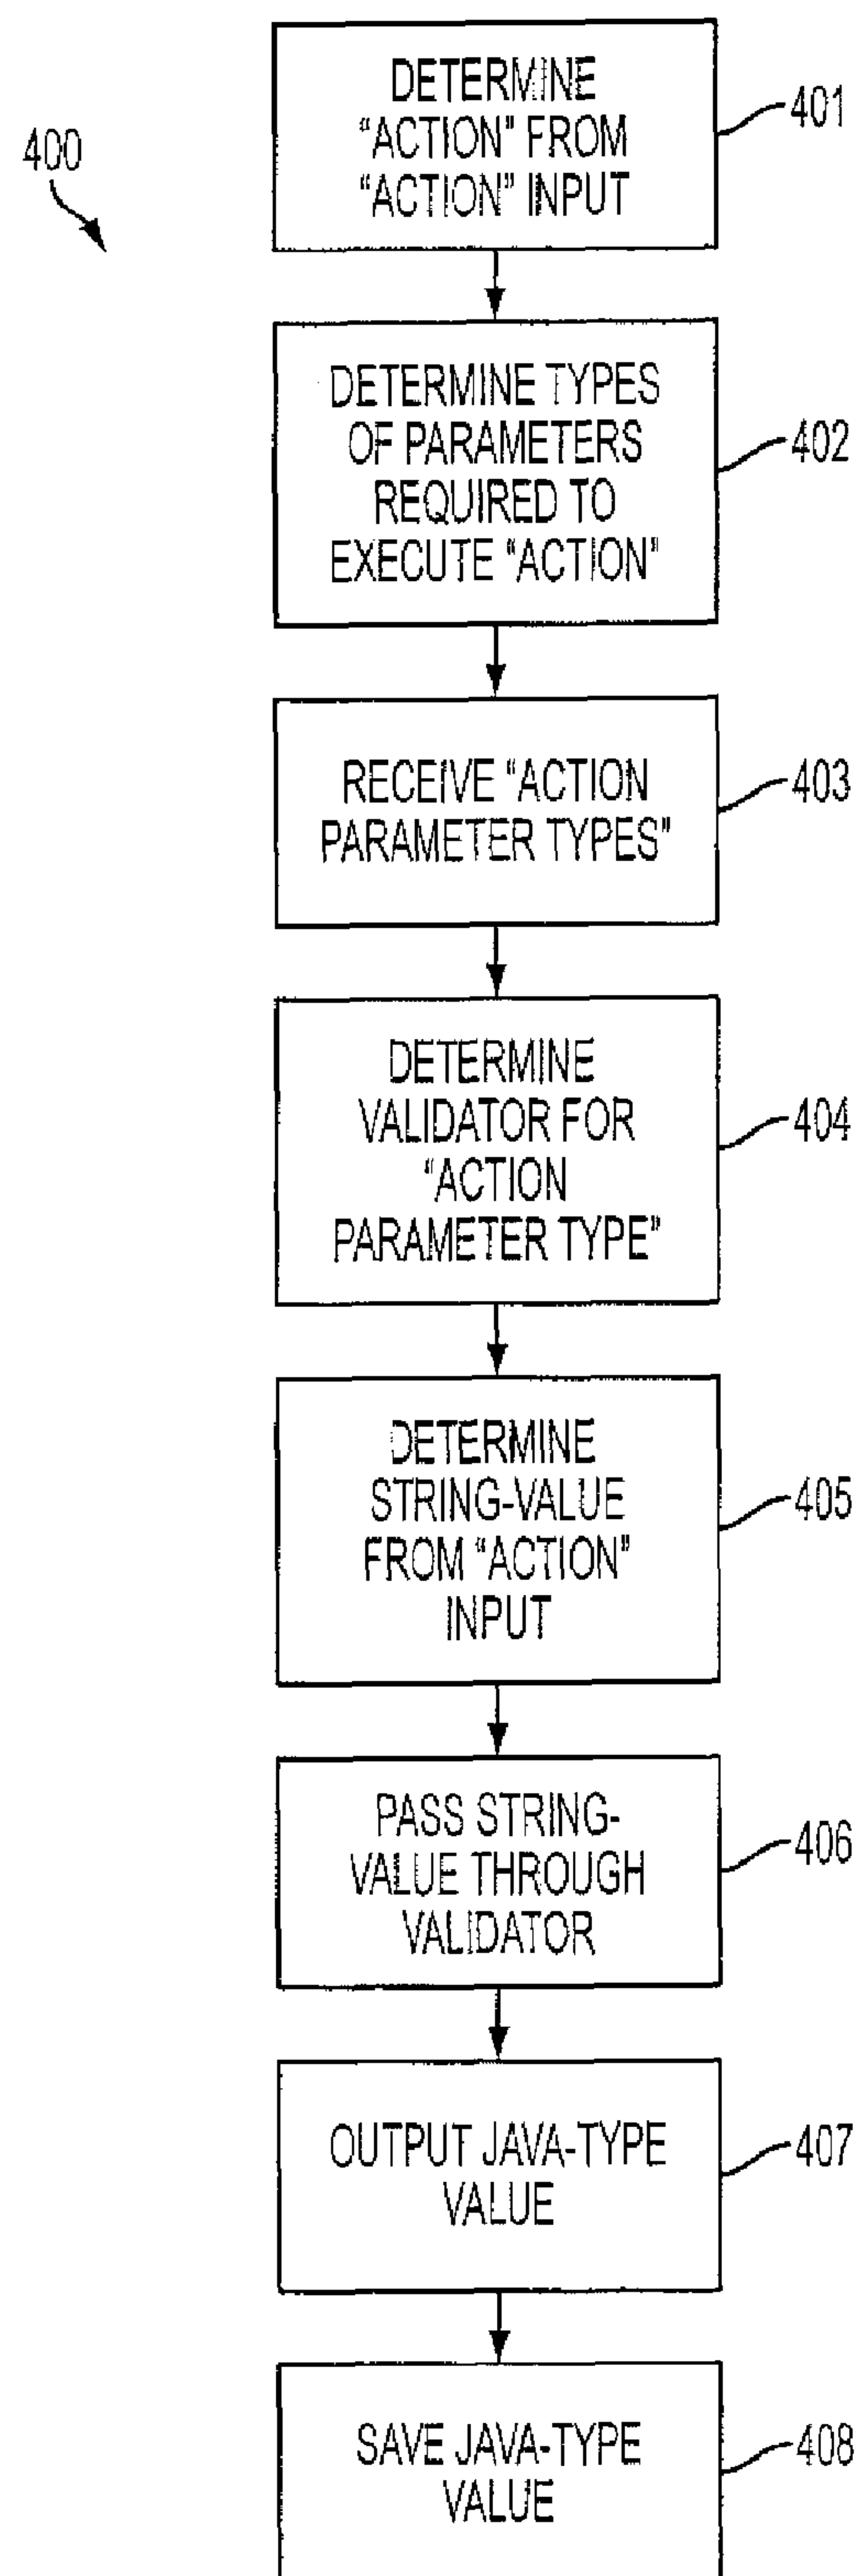 400
DETERMINE
“ACTION” FROM
“ACTION” INPUT
401
DETERMINE TYPES
OF PARAMETERS
REQUIRED TO
EXECUTE “ACTION”
402
RECEIVE “ACTION
PARAMETER TYPES”
403
DETERMINE
VALIDATOR FOR
“ACTION
PARAMETER TYPE”
404
DETERMINE
STRING-VALUE
FROM “ACTION”
INPUT
405
PASS STRING-
VALUE THROUGH
VALIDATOR
406
OUTPUT JAVA-TYPE
VALUE
407
SAVE JAVA-TYPE
VALUE
408